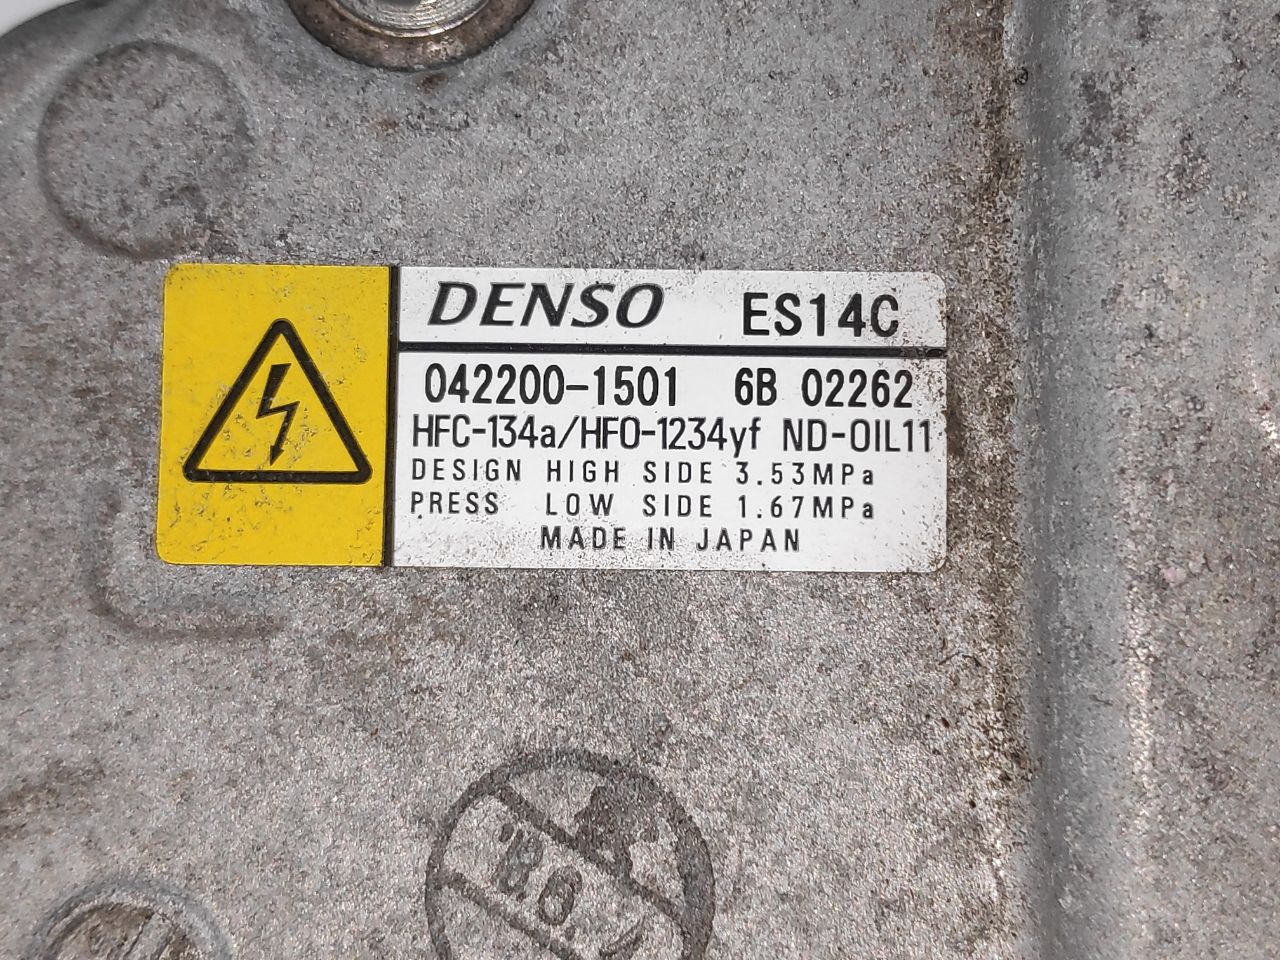 DENSO ES14C
042200-1501 6B 02262
HFC-134a/HFO-1234yf ND-OIL11
DESIGN HIGH SIDE 3.53MPa
PRESS LOW SIDE 1.67MPa
MADE IN JAPAN